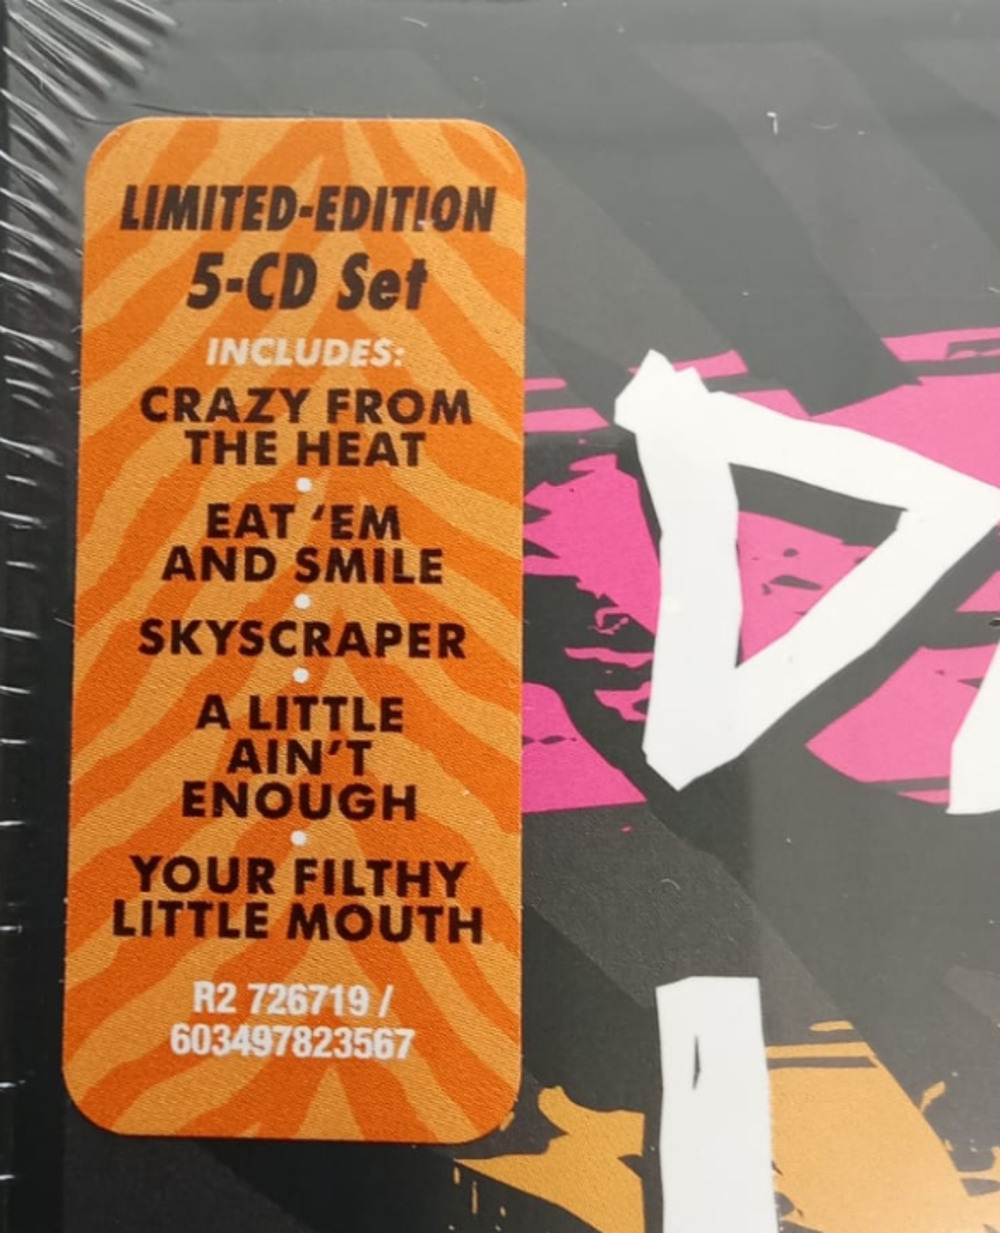 LIMITED-EDITION
5-CD Set
INCLUDES:
CRAZY FROM
THE HEAT
•
EAT ‘EM
AND SMILE
•
SKYSCRAPER
•
A LITTLE
AIN'T
ENOUGH
•
YOUR FILTHY
LITTLE MOUTH
R2 726719 /
603497823567
D